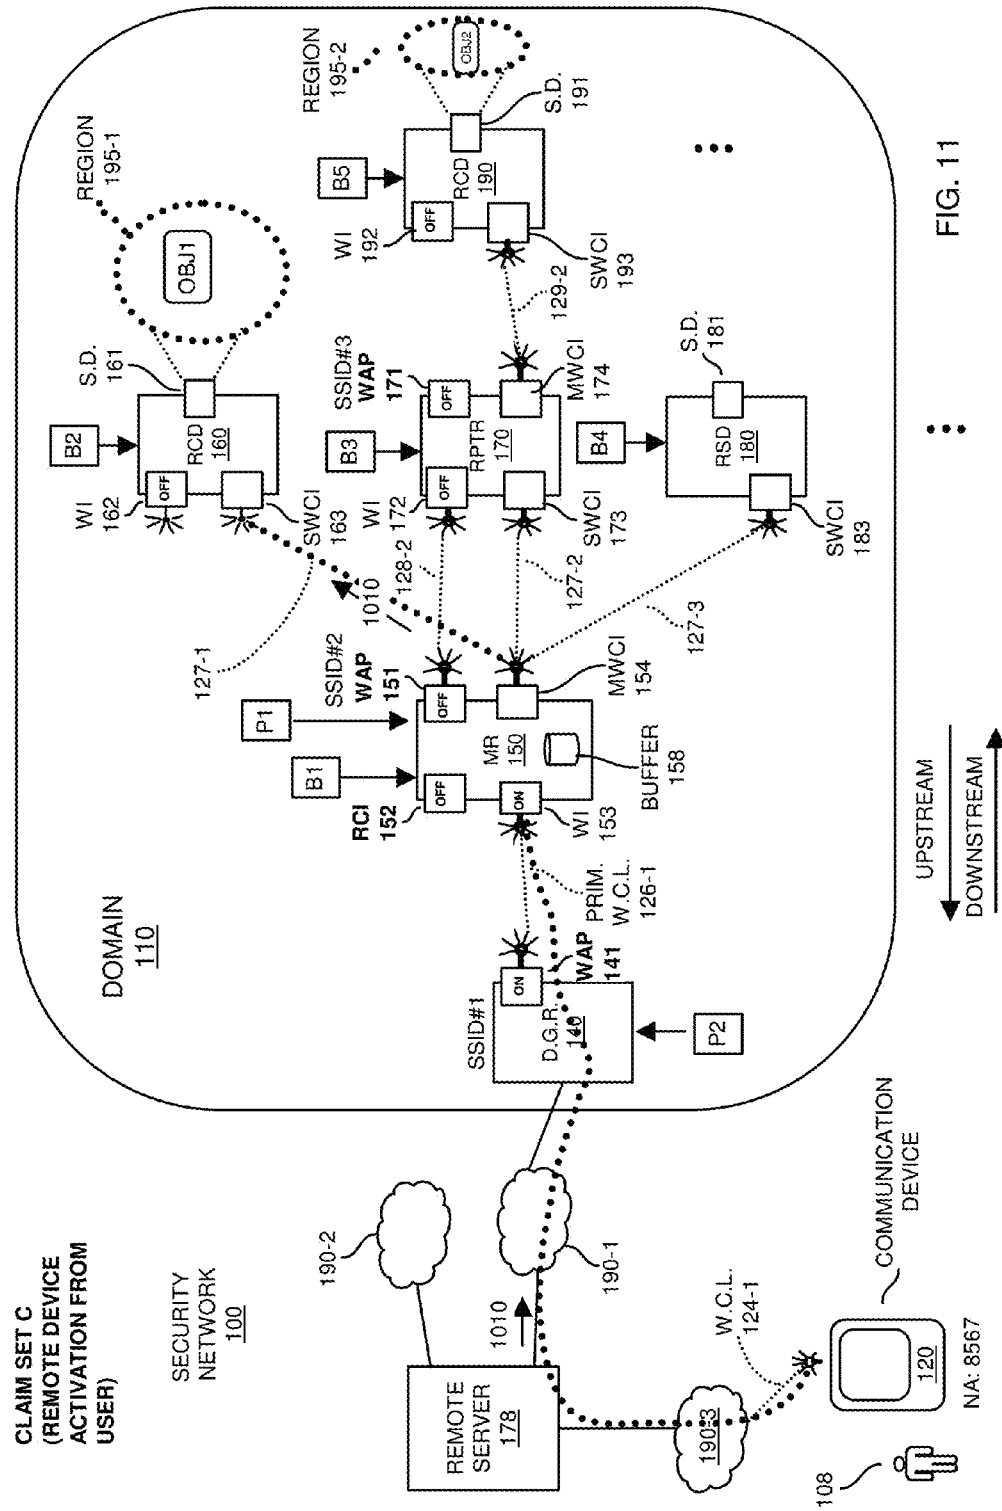 CLAIM SET C
(REMOTE DEVICE
ACTIVATION FROM
USER)
SECURITY
NETWORK
100
DOMAIN
110
190-2
190-1
REMOTE
SERVER
178
1010
190-3
W.C.L.
124-1
108
120
NA: 8567
COMMUNICATION
DEVICE
SSID#1
D.G.R.
140
ON
WAP
141
P2
PRIM.
W.C.L.
126-1
B1
P1
RCI
152
OFF
MR
150
ON
WI
153
BUFFER
158
SSID#2
WAP
151
OFF
MWCI
154
127-1
1010
128-2
127-2
127-3
B2
WI
162
OFF
RCD
160
SWCI
163
S.D.
161
REGION
195-1
OBJ1
B3
WI
172
OFF
RPTR
170
SWCI
173
SSID#3
WAP
171
OFF
MWCI
174
129-2
B4
RSD
180
SWCI
183
S.D.
181
B5
WI
192
OFF
RCD
190
SWCI
193
S.D.
191
REGION
195-2
OBJ2
UPSTREAM
DOWNSTREAM
FIG. 11